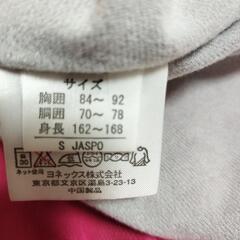 サイズ
胸囲 84〜 92
胴囲 70〜 78
身長 162〜168
S JASPO
30
ネット使用
ヨネックス株式会社
東京都文京区湯島3-23-13
中国製品